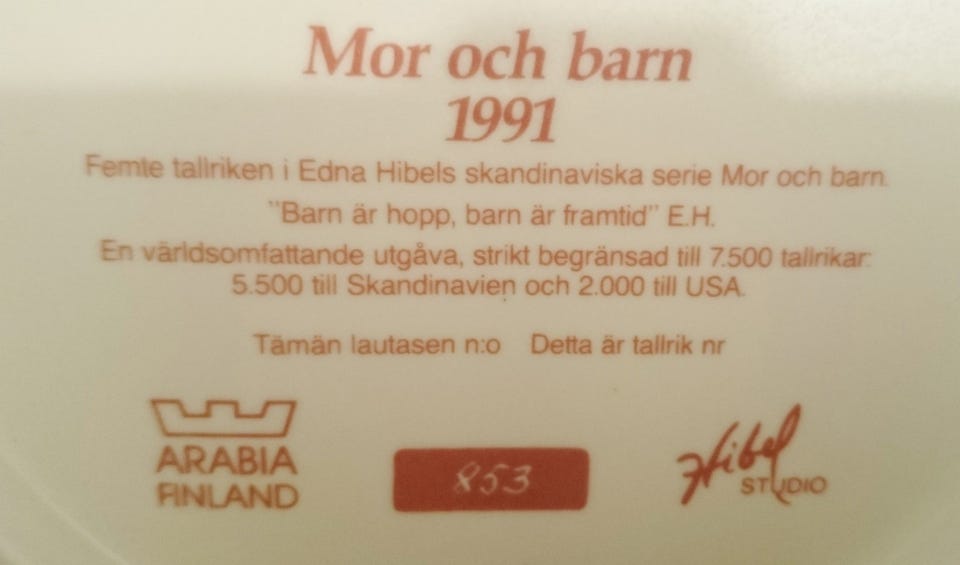 Mor och barn
1991
Femte tallriken i Edna Hibels skandinaviska serie Mor och barn.
"Barn är hopp, barn är framtid" E.H.
En världsomfattande utgåva, strikt begränsad till 7.500 tallrikar:
5.500 till Skandinavien och 2.000 till USA.
Tämän lautasen n:o Detta är tallrik nr
ARABIA
FINLAND
853
Hibel
STUDIO